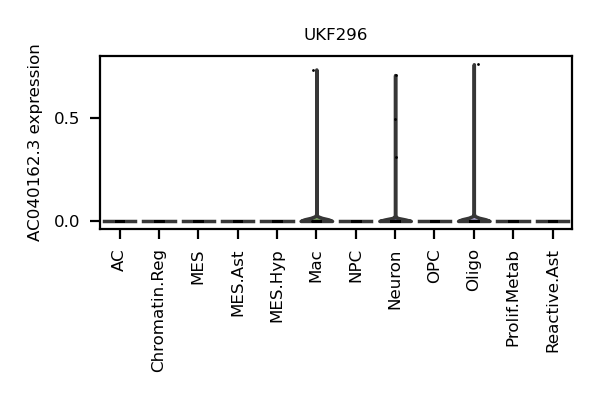 UKF296
AC040162.3 expression
0.5
0.0
AC
Chromatin.Reg
MES
MES.Ast
MES.Hyp
Mac
NPC
Neuron
OPC
Oligo
Prolif.Metab
Reactive.Ast